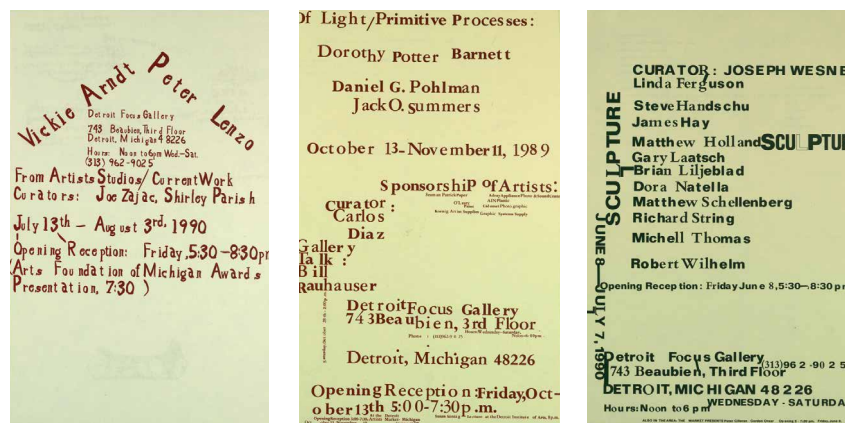 Vickie Arndt Peter Lenzo
Detroit Focus Gallery
743 Beaubien, Third Floor
Detroit, Michigan 48226
Hours: Noon to 6pm Wed.-Sat.
(313) 962-9025
From Artists Studios/Current Work
Curators: Joe Zajac, Shirley Parish
July 13th - August 3rd. 1990
Opening Reception: Friday, 5:30-8:30pm
(Arts Foundation of Michigan Awards
Presentation, 7:30 )
Of Light/Primitive Processes:
Dorothy Potter Barnett
Daniel G. Pohlman
Jack O. summers
October 13-November 11, 1989
SponsorshiP Of Artists:
Curator :
Carlos
Diaz
Gallery
Talk :
Bill
Rauhauser
Detroit Focus Gallery
743 Beaubien, 3rd Floor
Detroit, Michigan 48226
Opening Reception: Friday, Oct-
ober 13th 5:00-7:30p.m.
SCULPTURE
JUNE 8—JULY 7, 1990
CURATOR: JOSEPH WESNE
Linda Ferguson
Steve Handschu
James Hay
Matthew Holland
SCULPTU
Gary Laatsch
Brian Liljeblad
Dora Natella
Matthew Schellenberg
Richard String
Michell Thomas
Robert Wilhelm
Opening Reception: Friday June 8, 5:30—8:30 p
Detroit Focus Gallery
(313)962-9025
743 Beaubien, Third Floor
DETROIT, MICHIGAN 48226
WEDNESDAY - SATURDA
Hours: Noon to 6 pm